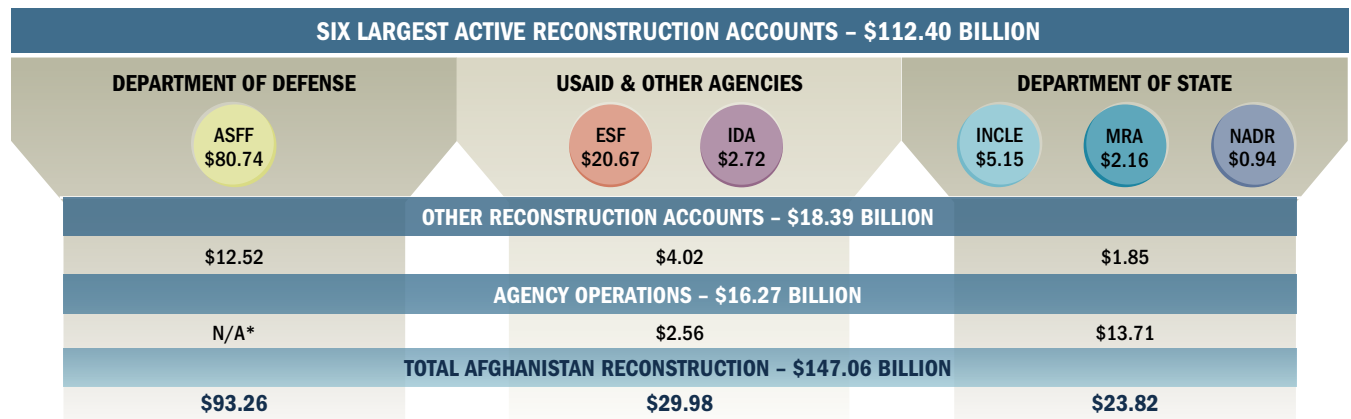 SIX LARGEST ACTIVE RECONSTRUCTION ACCOUNTS – $112.40 BILLION
DEPARTMENT OF DEFENSE
USAID & OTHER AGENCIES
DEPARTMENT OF STATE
ASFF
$80.74
ESF
$20.67
IDA
$2.72
INCLE
$5.15
MRA
$2.16
NADR
$0.94
OTHER RECONSTRUCTION ACCOUNTS – $18.39 BILLION
$12.52
$4.02
$1.85
AGENCY OPERATIONS – $16.27 BILLION
N/A*
$2.56
$13.71
TOTAL AFGHANISTAN RECONSTRUCTION – $147.06 BILLION
$93.26
$29.98
$23.82